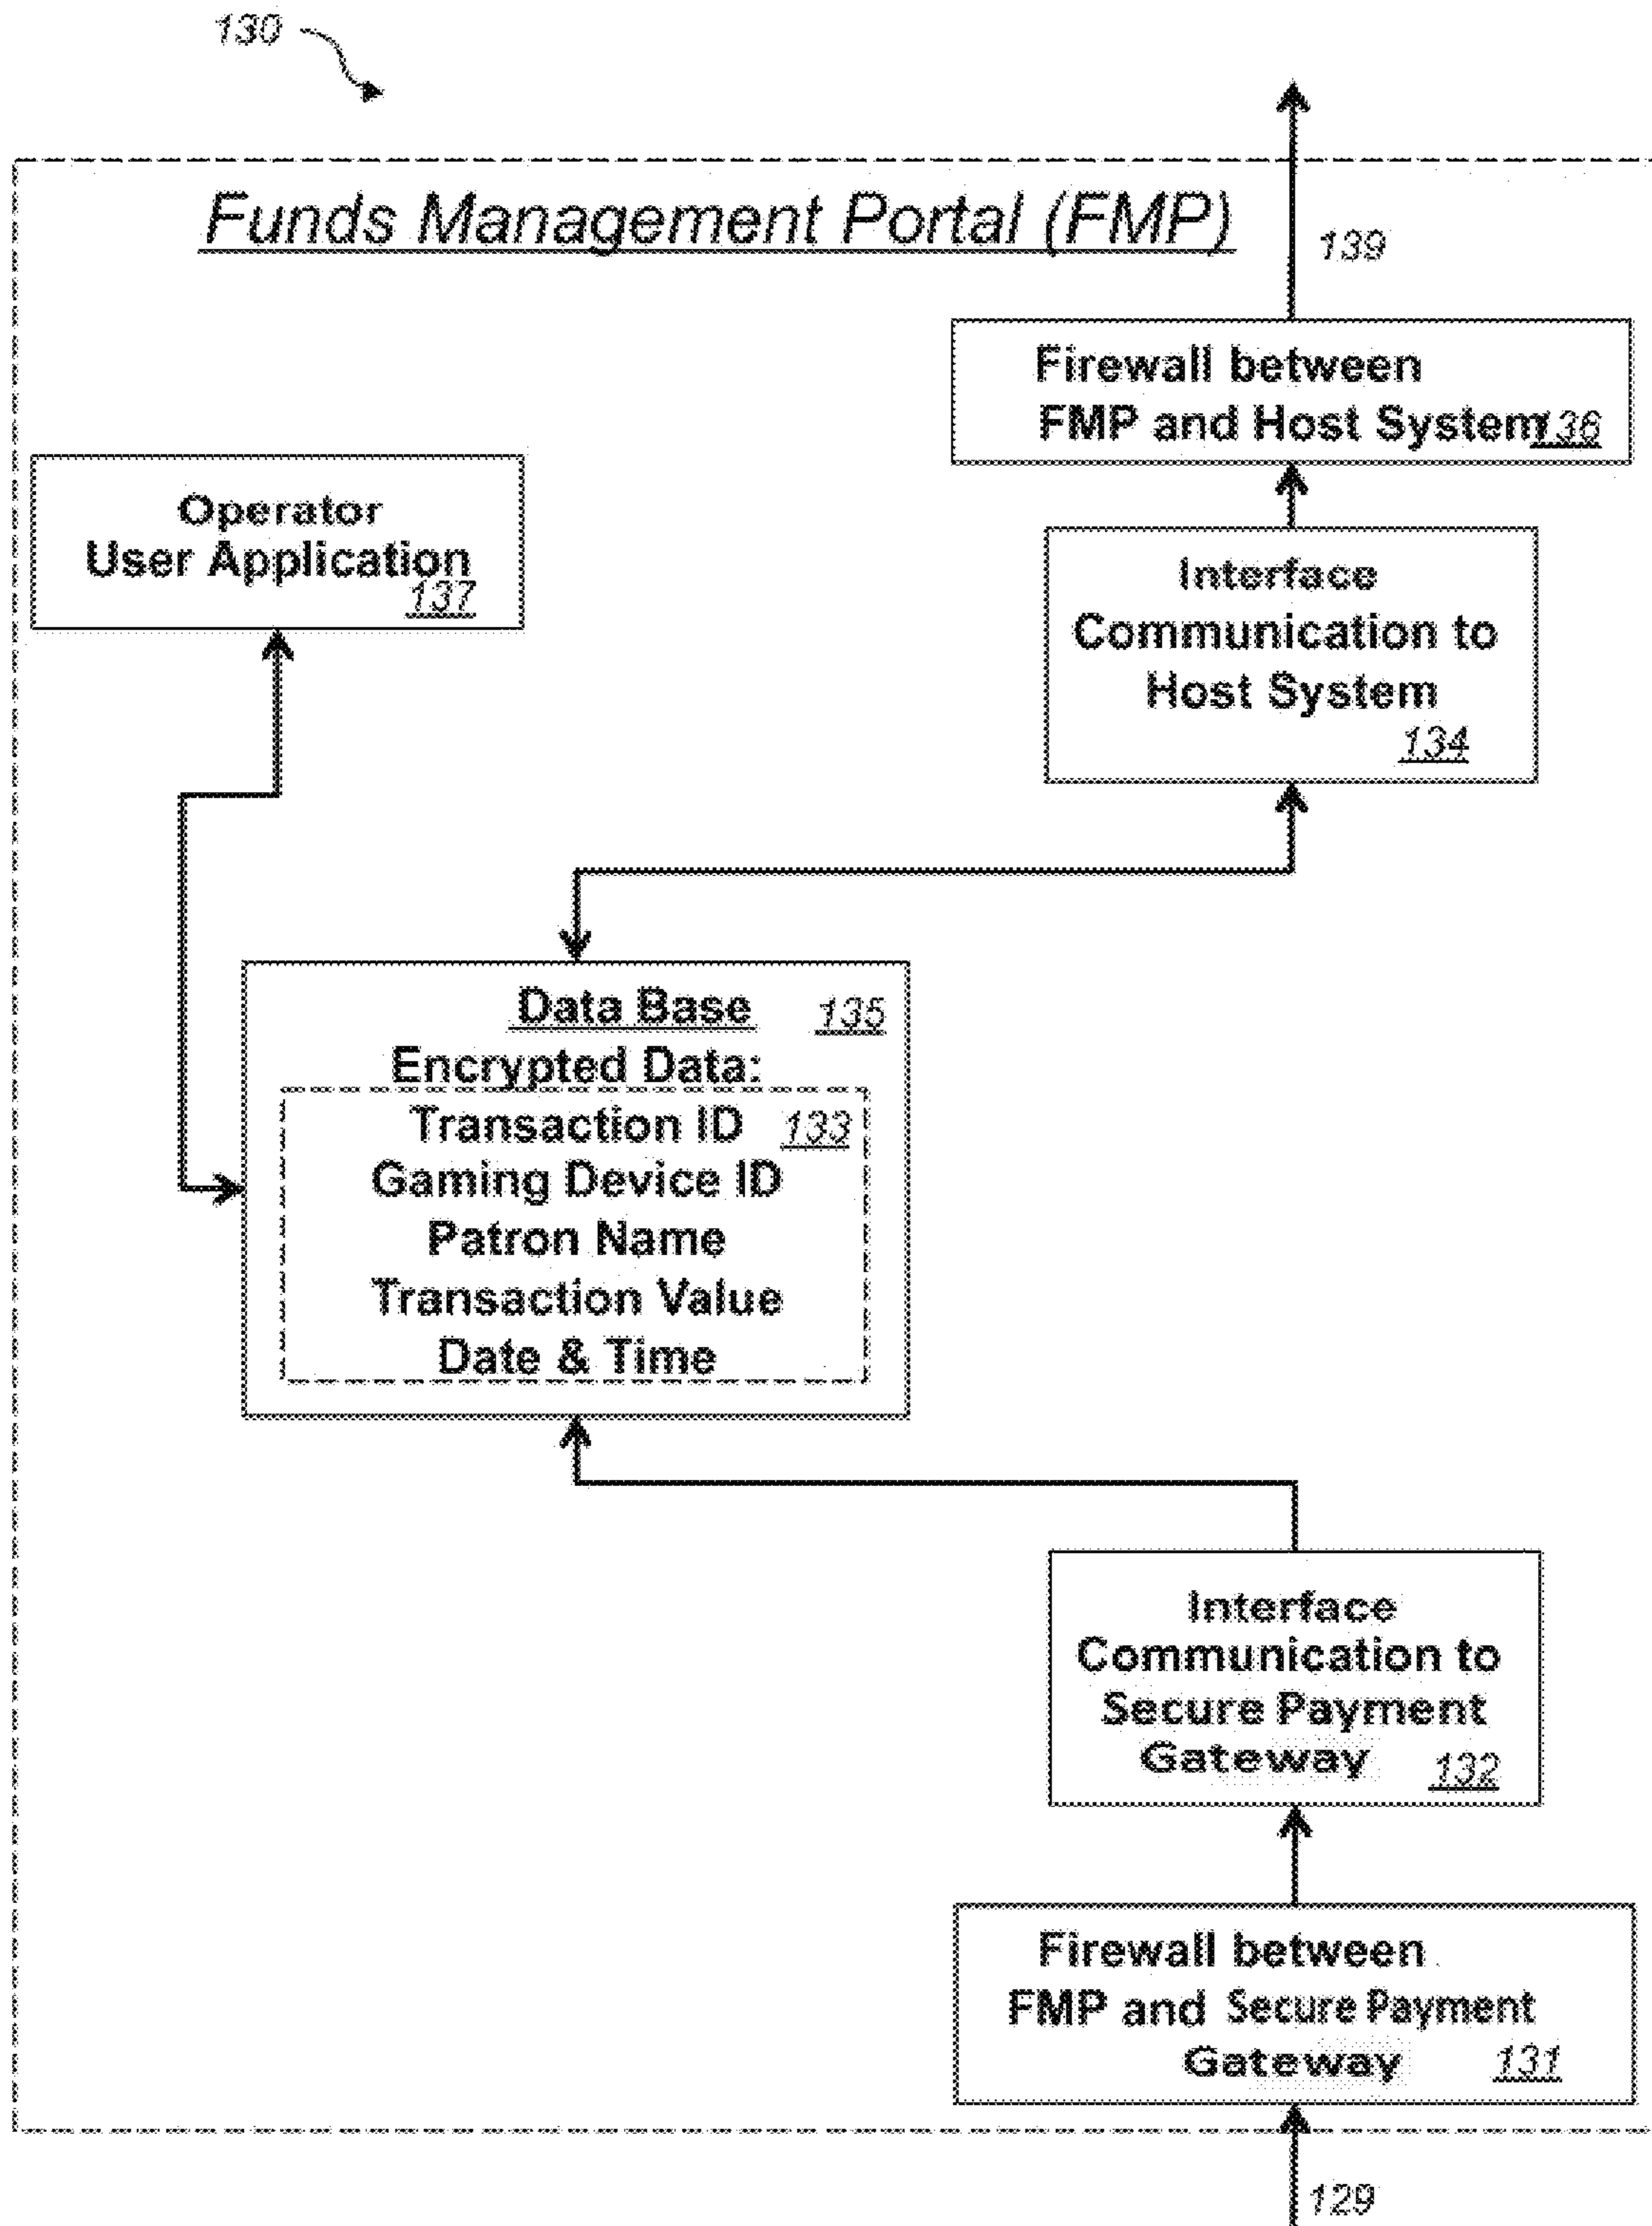 130
Funds Management Portal (FMP)
139
Firewall between
FMP and Host System 136
Operator
User Application
137
Interface
Communication to
Host System
134
Data Base 135
Encrypted Data:
Transaction ID 133
Gaming Device ID
Patron Name
Transaction Value
Date & Time
Interface
Communication to
Secure Payment
Gateway 132
Firewall between
FMP and Secure Payment
Gateway 131
129